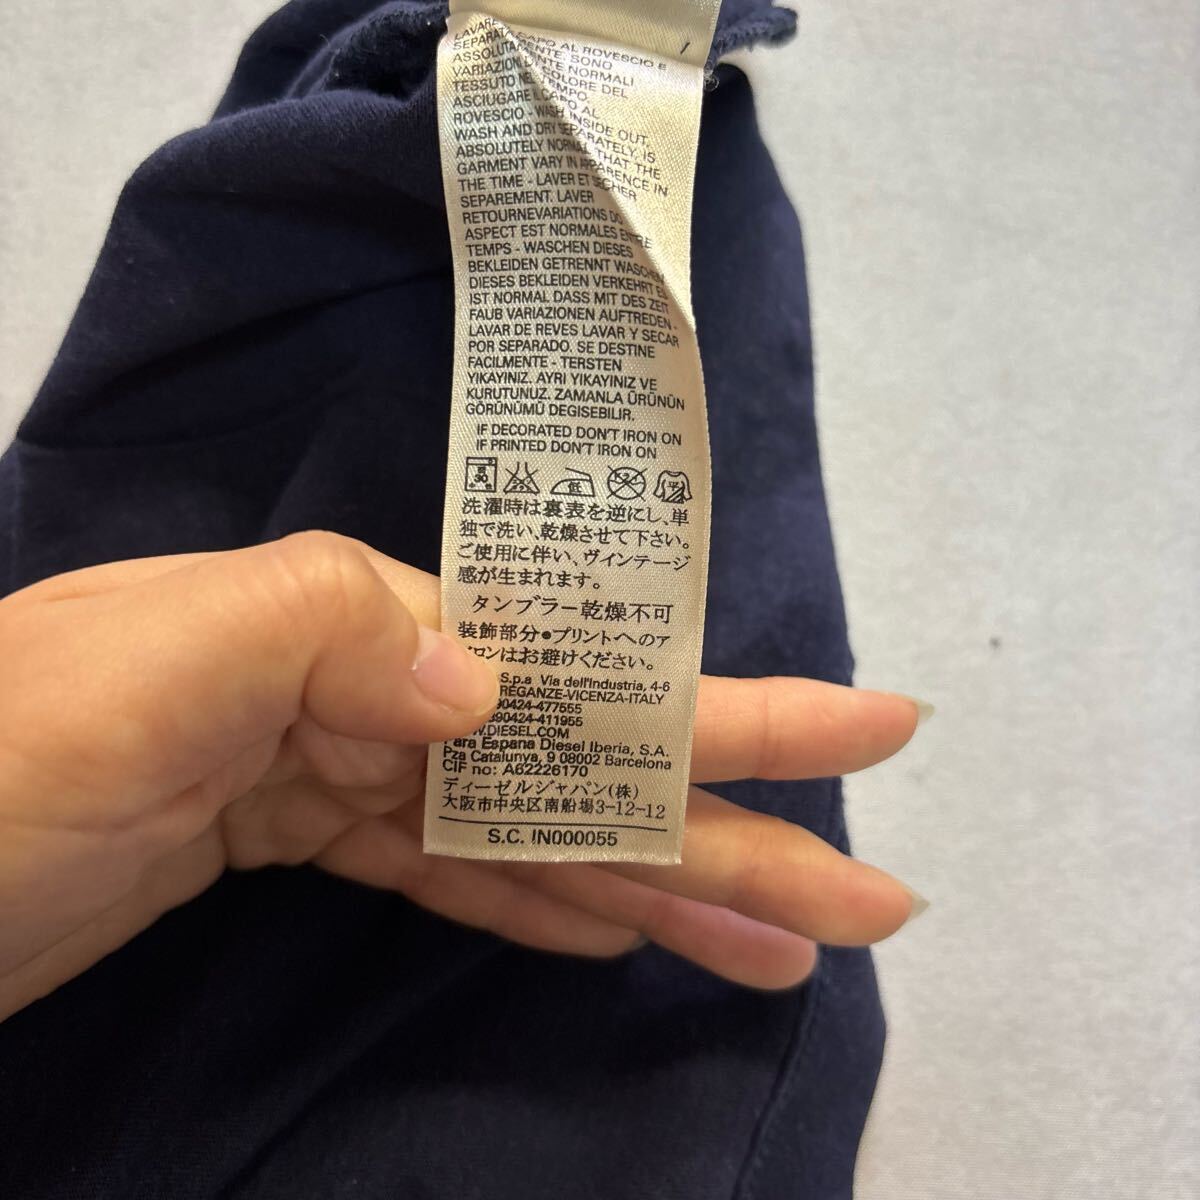 LAVARE CAPO AL ROVESCIO E
SEPARATA
ASSOLUTAMENTE. SONO
VARIAZIONI NORMALI
COLORE DEL
TESSUTO NEL TEMPO
ASCIUGARE IL CAPO AL
ROVESCIO - WASH INSIDE OUT,
WASH AND DRY SEPARATELY, IS
ABSOLUTELY NORMAL THAT THE
GARMENT VARY IN APPARENCE IN
THE TIME - LAVER ET SECHER
SEPAREMENT. LAVER
RETOURNEVARIATIONS
ASPECT EST NORMALES ENTRE
TEMPS - WASCHEN DIESES
BEKLEIDEN GETRENNT WASCHEN
DIESES BEKLEIDEN VERKEHRT ES
IST NORMAL DASS MIT DES ZEIT
FAUB VARIAZIONEN AUFTREDEN -
LAVAR DE REVES LAVAR Y SECAR
POR SEPARADO. SE DESTINE
FACILMENTE - TERSTEN
YIKAYINIZ. AYRI YIKAYINIZ VE
KURUTUNUZ. ZAMANLA ÜRÜNÜN
GÖRÜNÜMÜ DEGISEBILIR.
IF DECORATED DON'T IRON ON
IF PRINTED DON'T IRON ON
30 低 平
洗濯時は裏表を逆にし、単
独で洗い、乾燥させて下さい。
ご使用に伴い、ヴィンテージ
感が生まれます。
タンブラー乾燥不可
装飾部分●プリントへのア
イロンはお避けください。
S.p.a Via dell'Industria, 4-6
BREGANZE-VICENZA-ITALY
390424-477555
390424-411955
WWW.DIESEL.COM
Para Espana Diesel Iberia, S.A.
Pza Catalunya, 9 08002 Barcelona
CIF no: A62226170
ディーゼルジャパン(株)
大阪市中央区南船場3-12-12
S.C. IN000055